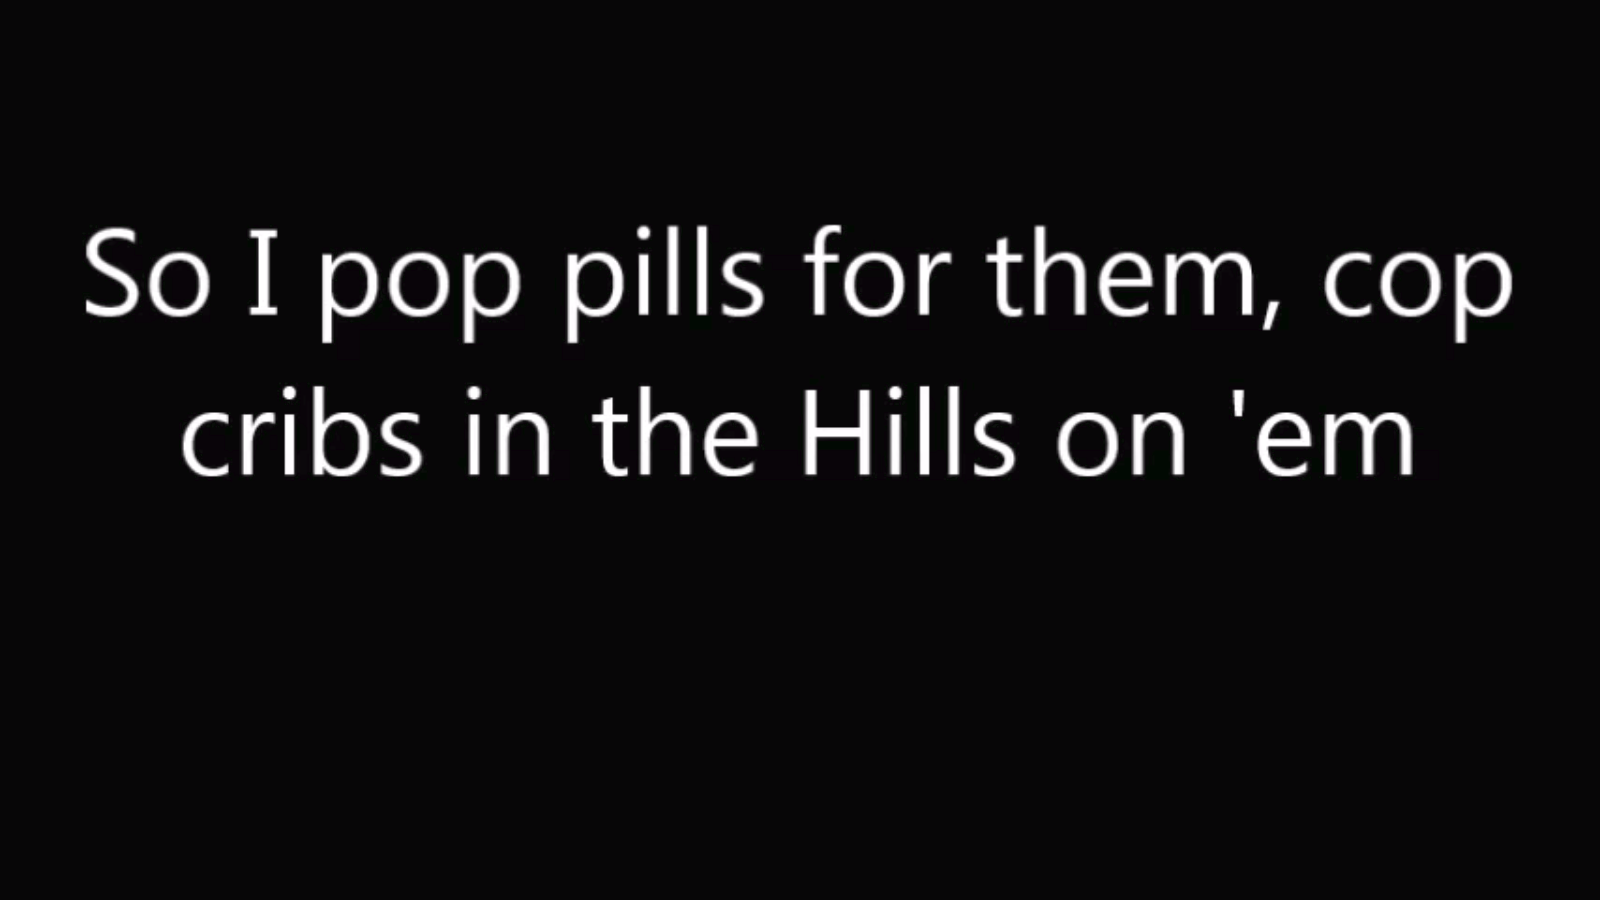 So I pop pills for them, cop
cribs in the Hills on 'em